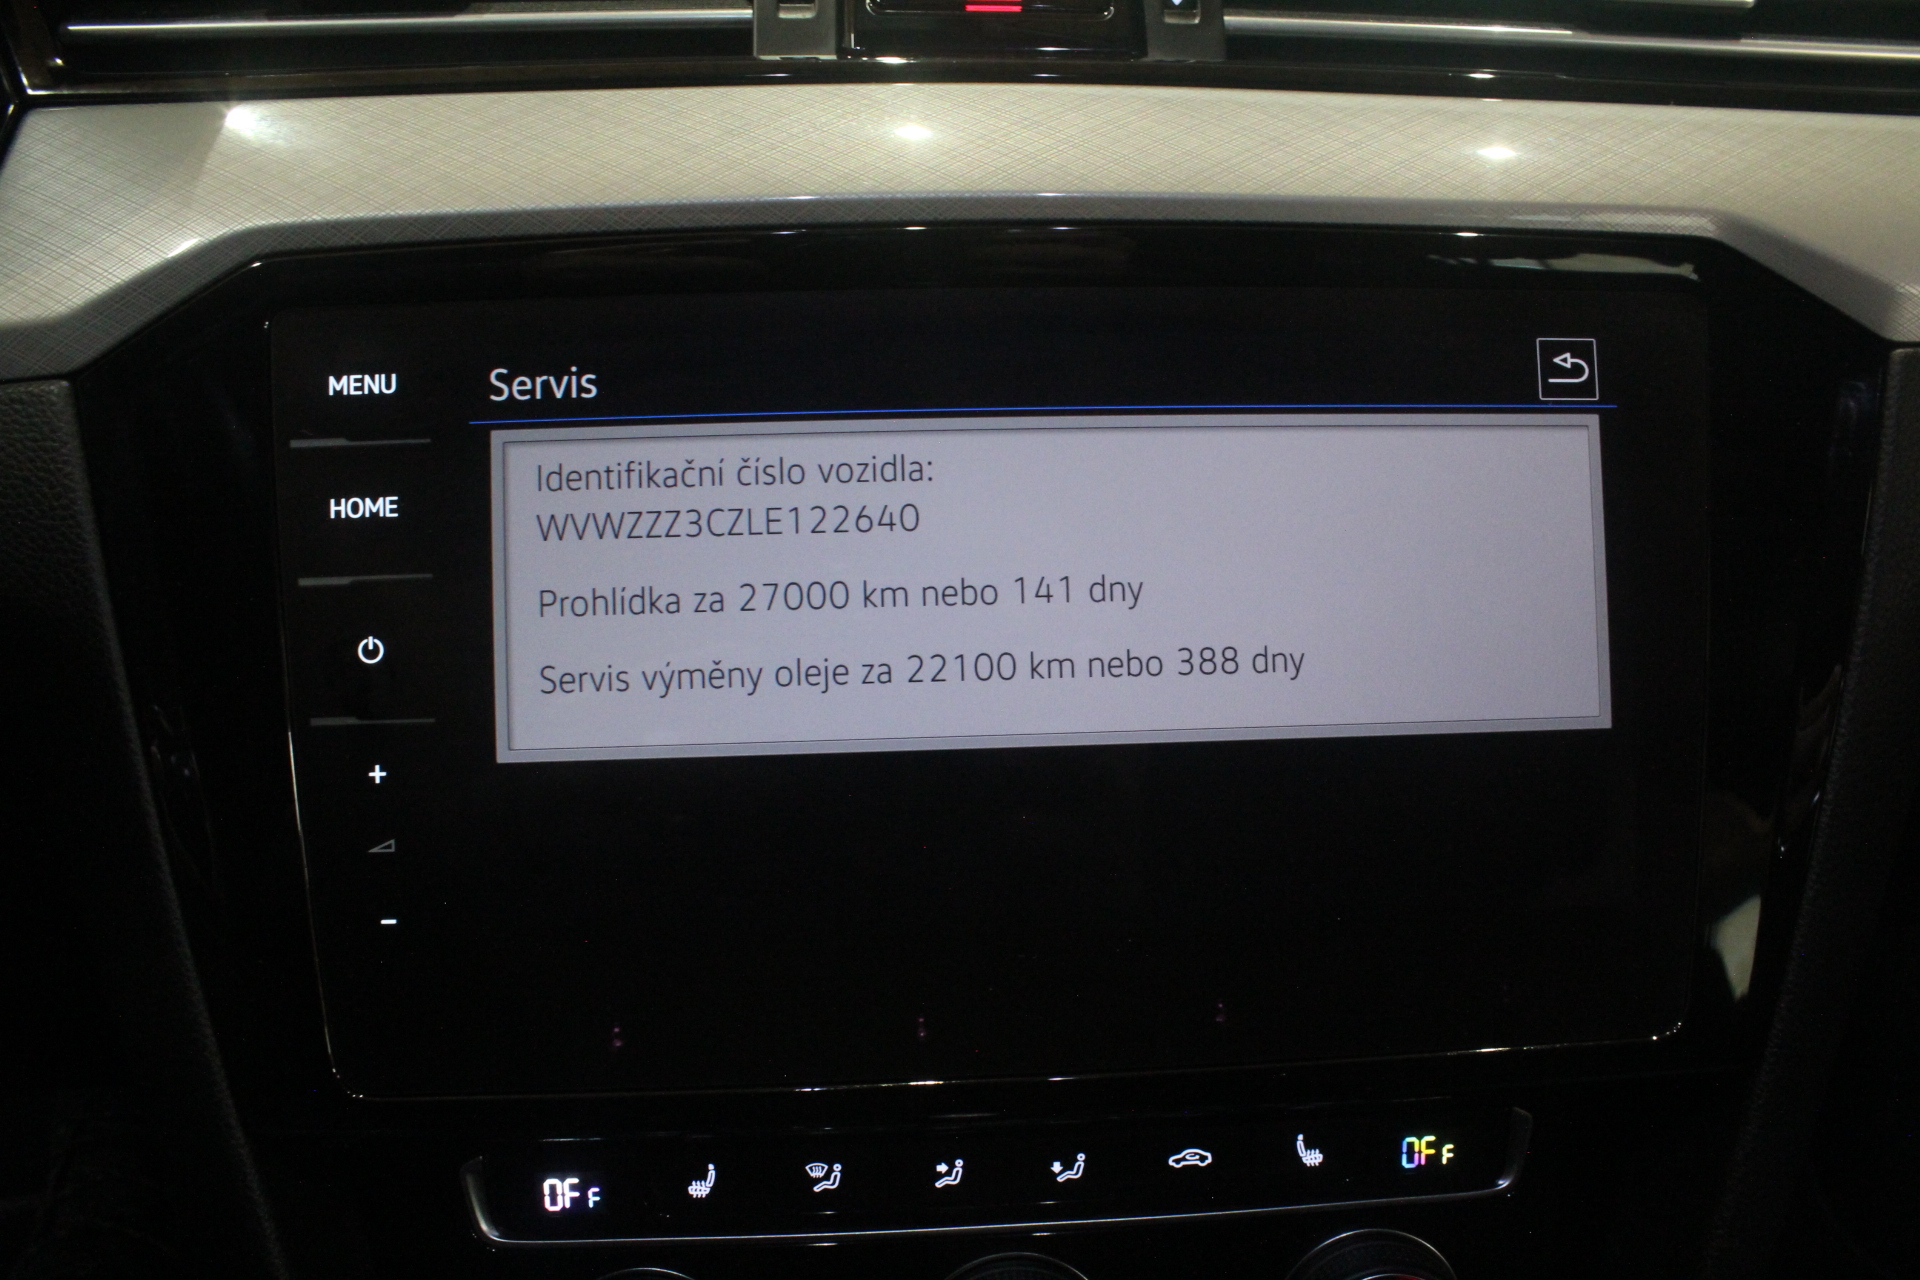 MENU
Servis
HOME
Identifikační číslo vozidla:
WVWZZZ3CZLE122640
Prohlídka za 27000 km nebo 141 dny
Servis výměny oleje za 22100 km nebo 388 dny
+
-
OFF
OFF